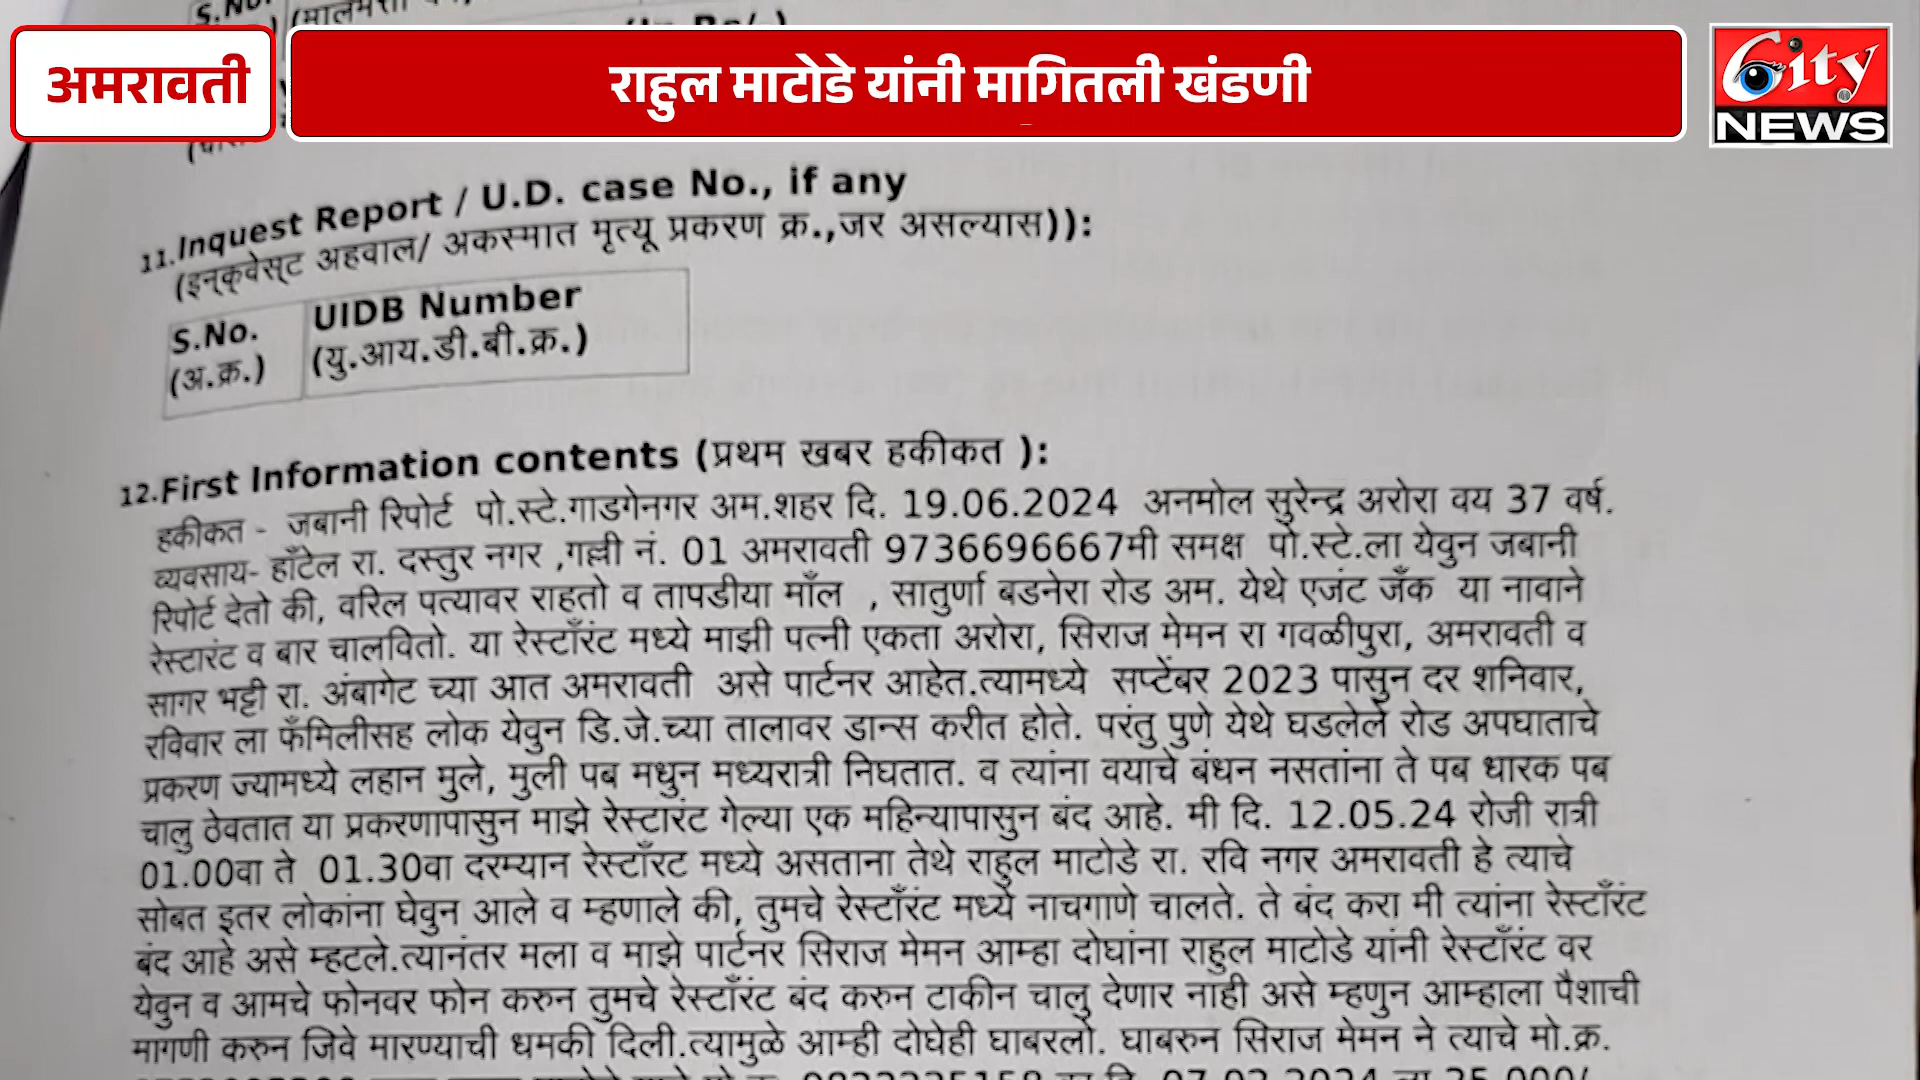 S.No.
अमरावती
राहुल माटोडे यांनी मागितली खंडणी
City
NEWS
11.Inquest Report / U.D. case No., if any
(इन्क्वेस्ट अहवाल/ अकस्मात मृत्यू प्रकरण क्र.,जर असल्यास)):
S.No. UIDB Number
(अ.क्र.) (यु.आय.डी.बी.क्र.)
12.First Information contents (प्रथम खबर हकीकत ):
हकीकत - जबानी रिपोर्ट पो.स्टे.गाडगेनगर अम.शहर दि. 19.06.2024 अनमोल सुरेन्द्र अरोरा वय 37 वर्ष.
व्यवसाय- हाँटेल रा. दस्तुर नगर ,गल्ली नं. 01 अमरावती 9736696667मी समक्ष पो.स्टे.ला येवुन जबानी
रिपोर्ट देतो की, वरिल पत्यावर राहतो व तापडीया माँल , सातुर्णा बडनेरा रोड अम. येथे एजंट जँक या नावाने
रेस्टारंट व बार चालवितो. या रेस्टाँरंट मध्ये माझी पत्नी एकता अरोरा, सिराज मेमन रा गवळीपुरा, अमरावती व
सागर भट्टी रा. अंबागेट च्या आत अमरावती असे पार्टनर आहेत.त्यामध्ये सप्टेंबर 2023 पासुन दर शनिवार,
रविवार ला फँमिलीसह लोक येवुन डि.जे.च्या तालावर डान्स करीत होते. परंतु पुणे येथे घडलेले रोड अपघाताचे
प्रकरण ज्यामध्ये लहान मुले, मुली पब मधुन मध्यरात्री निघतात. व त्यांना वयाचे बंधन नसतांना ते पब धारक पब
चालु ठेवतात या प्रकरणापासुन माझे रेस्टारंट गेल्या एक महिन्यापासुन बंद आहे. मी दि. 12.05.24 रोजी रात्री
01.00वा ते 01.30वा दरम्यान रेस्टाँरट मध्ये असताना तेथे राहुल माटोडे रा. रवि नगर अमरावती हे त्याचे
सोबत इतर लोकांना घेवुन आले व म्हणाले की, तुमचे रेस्टाँरंट मध्ये नाचगाणे चालते. ते बंद करा मी त्यांना रेस्टाँरंट
बंद आहे असे म्हटले.त्यानंतर मला व माझे पार्टनर सिराज मेमन आम्हा दोघांना राहुल माटोडे यांनी रेस्टाँरंट वर
येवुन व आमचे फोनवर फोन करुन तुमचे रेस्टाँरंट बंद करुन टाकीन चालु देणार नाही असे म्हणुन आम्हाला पैशाची
मागणी करुन जिवे मारण्याची धमकी दिली.त्यामुळे आम्ही दोघेही घाबरलो. घाबरुन सिराज मेमन ने त्याचे मो.क्र.